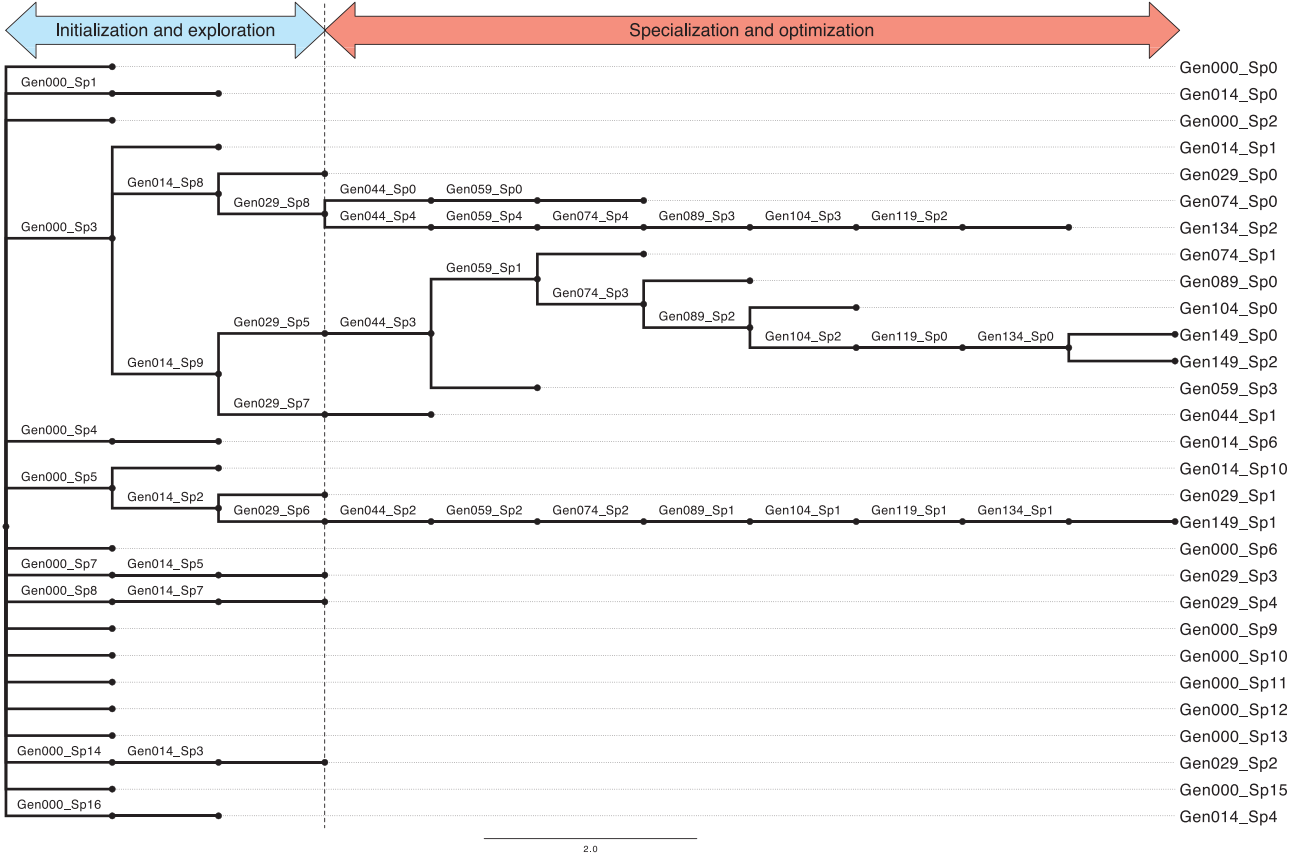 Initialization and exploration
Specialization and optimization
Gen000_Sp0
Gen000_Sp1
Gen014_Sp0
Gen000_Sp2
Gen014_Sp1
Gen014_Sp8
Gen029_Sp0
Gen044_Sp0 Gen059_Sp0
Gen074_Sp0
Gen029_Sp8
Gen044_Sp4 Gen059_Sp4 Gen074_Sp4 Gen089_Sp3 Gen104_Sp3 Gen119_Sp2
Gen134_Sp2
Gen000_Sp3
Gen074_Sp1
Gen059_Sp1
Gen089_Sp0
Gen074_Sp3
Gen104_Sp0
Gen089_Sp2
Gen029_Sp5 Gen044_Sp3
Gen149_Sp0
Gen104_Sp2 Gen119_Sp0 Gen134_Sp0
Gen149_Sp2
Gen014_Sp9
Gen059_Sp3
Gen029_Sp7
Gen044_Sp1
Gen000_Sp4
Gen014_Sp6
Gen014_Sp10
Gen000_Sp5
Gen014_Sp2
Gen029_Sp1
Gen029_Sp6 Gen044_Sp2 Gen059_Sp2 Gen074_Sp2 Gen089_Sp1 Gen104_Sp1 Gen119_Sp1 Gen134_Sp1
Gen149_Sp1
Gen000_Sp6
Gen000_Sp7 Gen014_Sp5
Gen029_Sp3
Gen000_Sp8 Gen014_Sp7
Gen029_Sp4
Gen000_Sp9
Gen000_Sp10
Gen000_Sp11
Gen000_Sp12
Gen000_Sp13
Gen000_Sp14 Gen014_Sp3
Gen029_Sp2
Gen000_Sp15
Gen000_Sp16
Gen014_Sp4
2.0